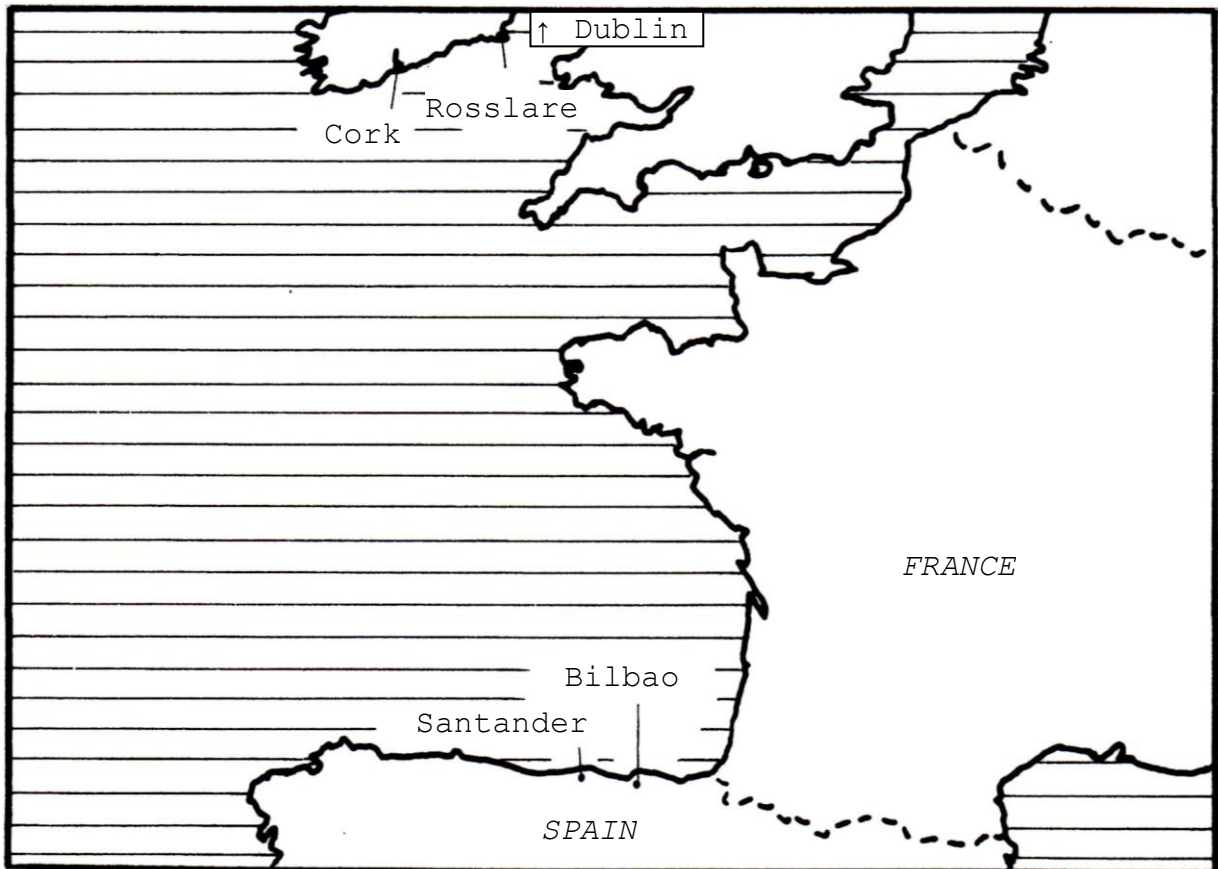 ↑ Dublin
Rosslare
Cork
FRANCE
Bilbao
Santander
SPAIN